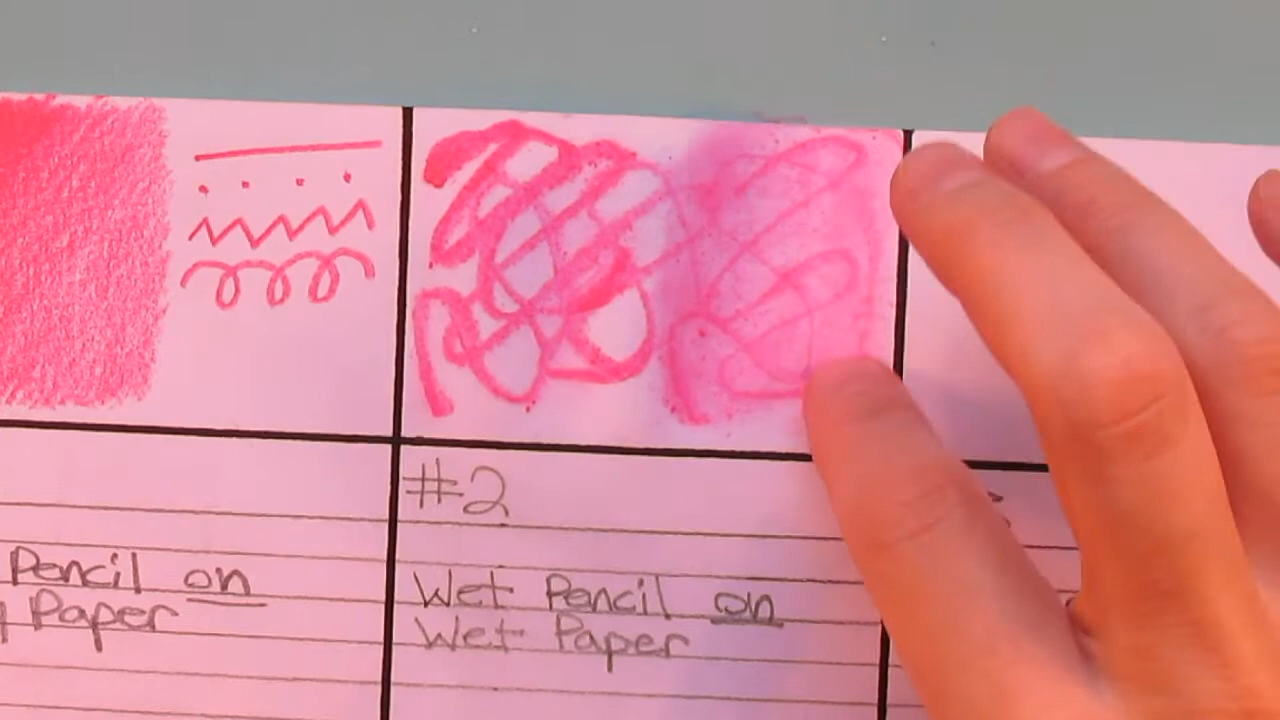 #2
Pencil on
Paper
Wet Pencil on
Wet Paper